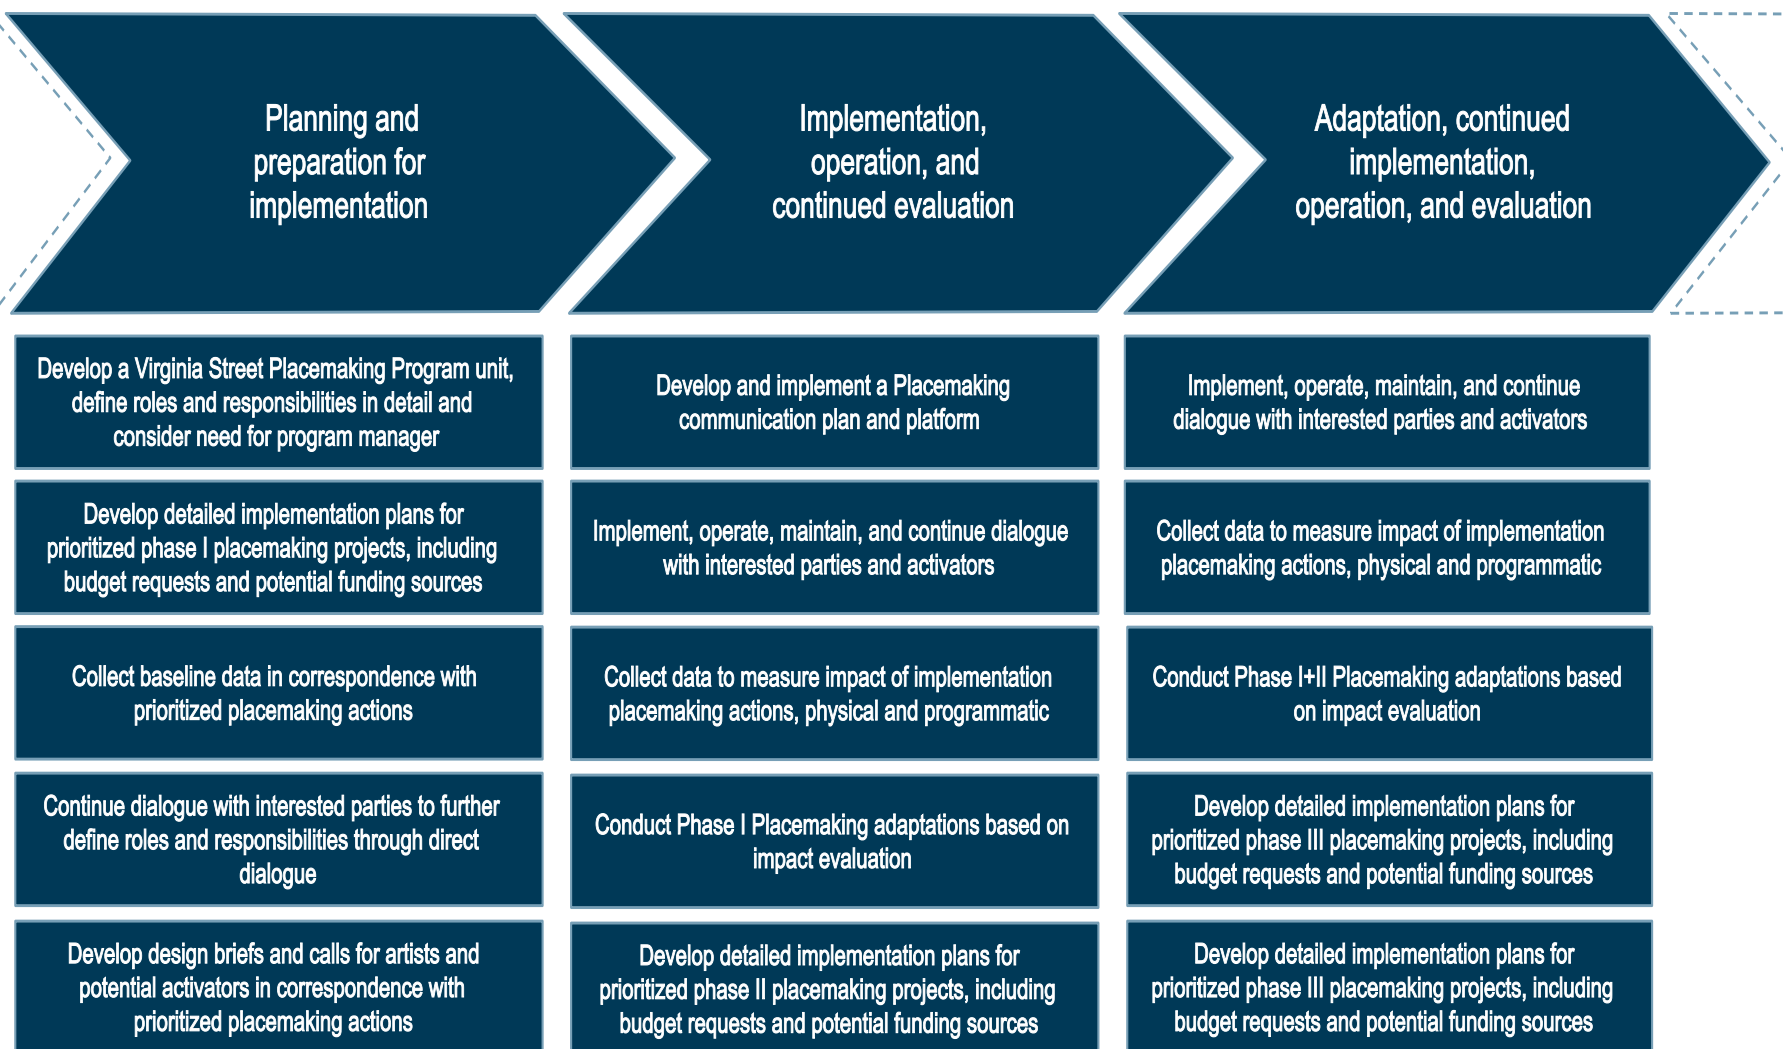 Planning and
preparation for
implementation
Implementation,
operation, and
continued evaluation
Adaptation, continued
implementation,
operation, and evaluation
Develop a Virginia Street Placemaking Program unit,
define roles and responsibilities in detail and
consider need for program manager
Develop detailed implementation plans for
prioritized phase I placemaking projects, including
budget requests and potential funding sources
Collect baseline data in correspondence with
prioritized placemaking actions
Continue dialogue with interested parties to further
define roles and responsibilities through direct
dialogue
Develop design briefs and calls for artists and
potential activators in correspondence with
prioritized placemaking actions
Develop and implement a Placemaking
communication plan and platform
Implement, operate, maintain, and continue dialogue
with interested parties and activators
Collect data to measure impact of implementation
placemaking actions, physical and programmatic
Conduct Phase I Placemaking adaptations based on
impact evaluation
Develop detailed implementation plans for
prioritized phase II placemaking projects, including
budget requests and potential funding sources
Implement, operate, maintain, and continue
dialogue with interested parties and activators
Collect data to measure impact of implementation
placemaking actions, physical and programmatic
Conduct Phase I+II Placemaking adaptations based
on impact evaluation
Develop detailed implementation plans for
prioritized phase III placemaking projects, including
budget requests and potential funding sources
Develop detailed implementation plans for
prioritized phase III placemaking projects, including
budget requests and potential funding sources